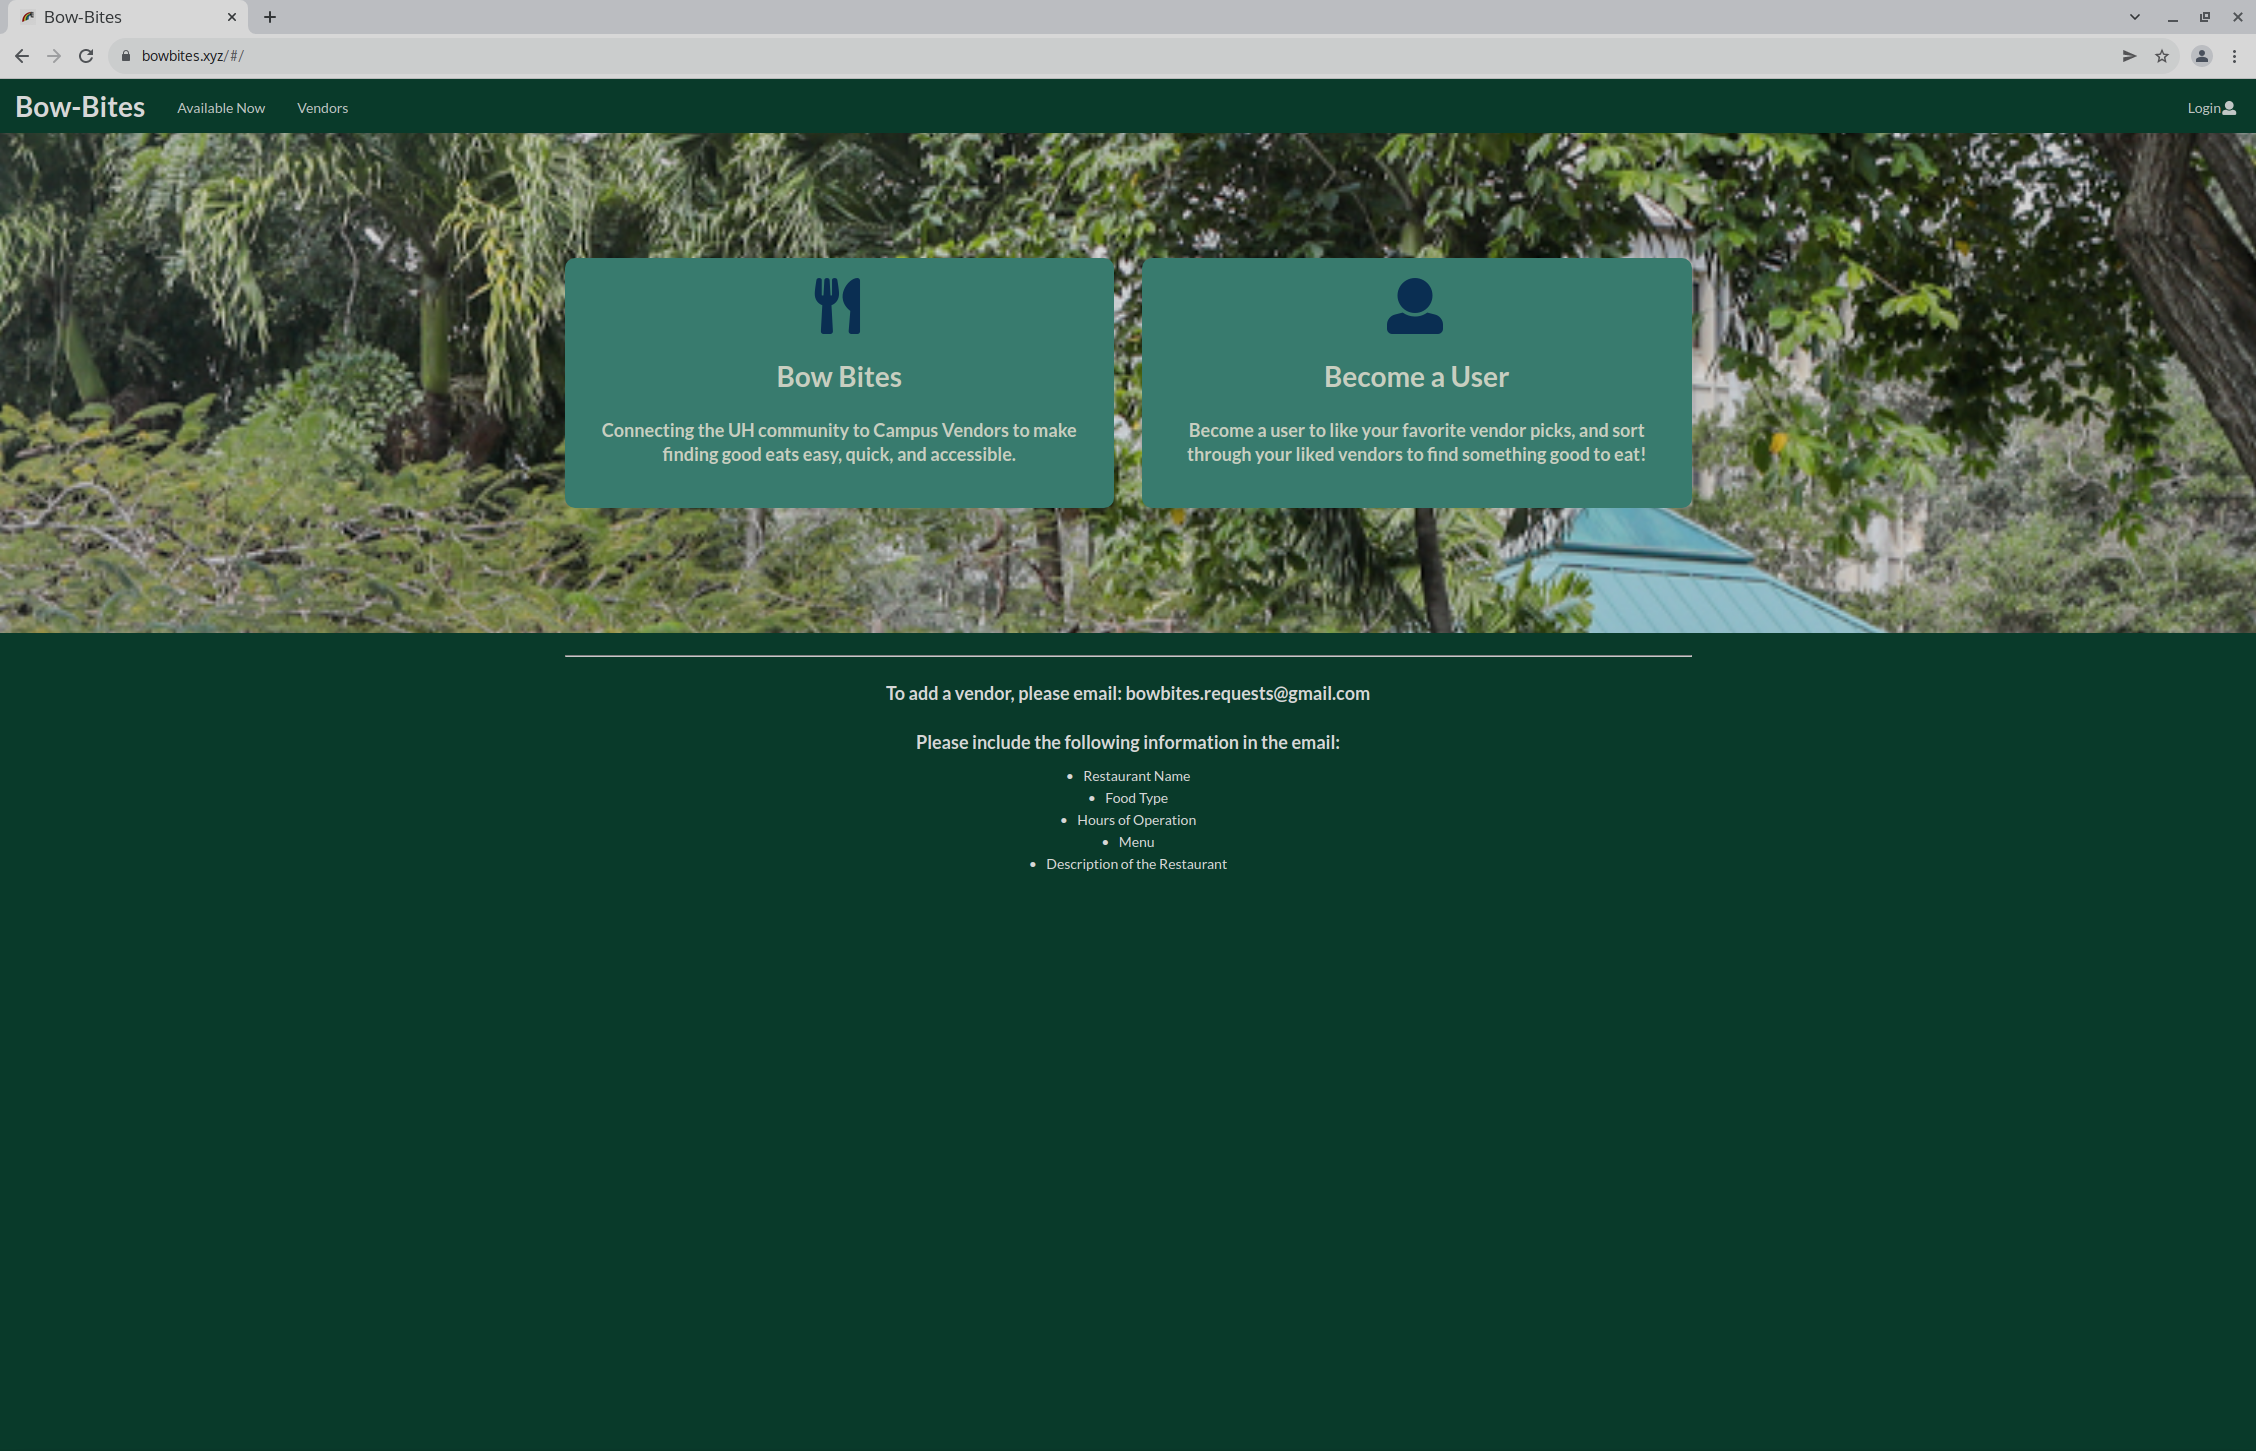 Bow-Bites
bowbites.xyz/#/
Bow-Bites
Available Now
Vendors
Login
Bow Bites
Connecting the UH community to Campus Vendors to make
finding good eats easy, quick, and accessible.
Become a User
Become a user to like your favorite vendor picks, and sort
through your liked vendors to find something good to eat!
To add a vendor, please email: bowbites.requests@gmail.com
Please include the following information in the email:
• Restaurant Name
• Food Type
• Hours of Operation
• Menu
• Description of the Restaurant